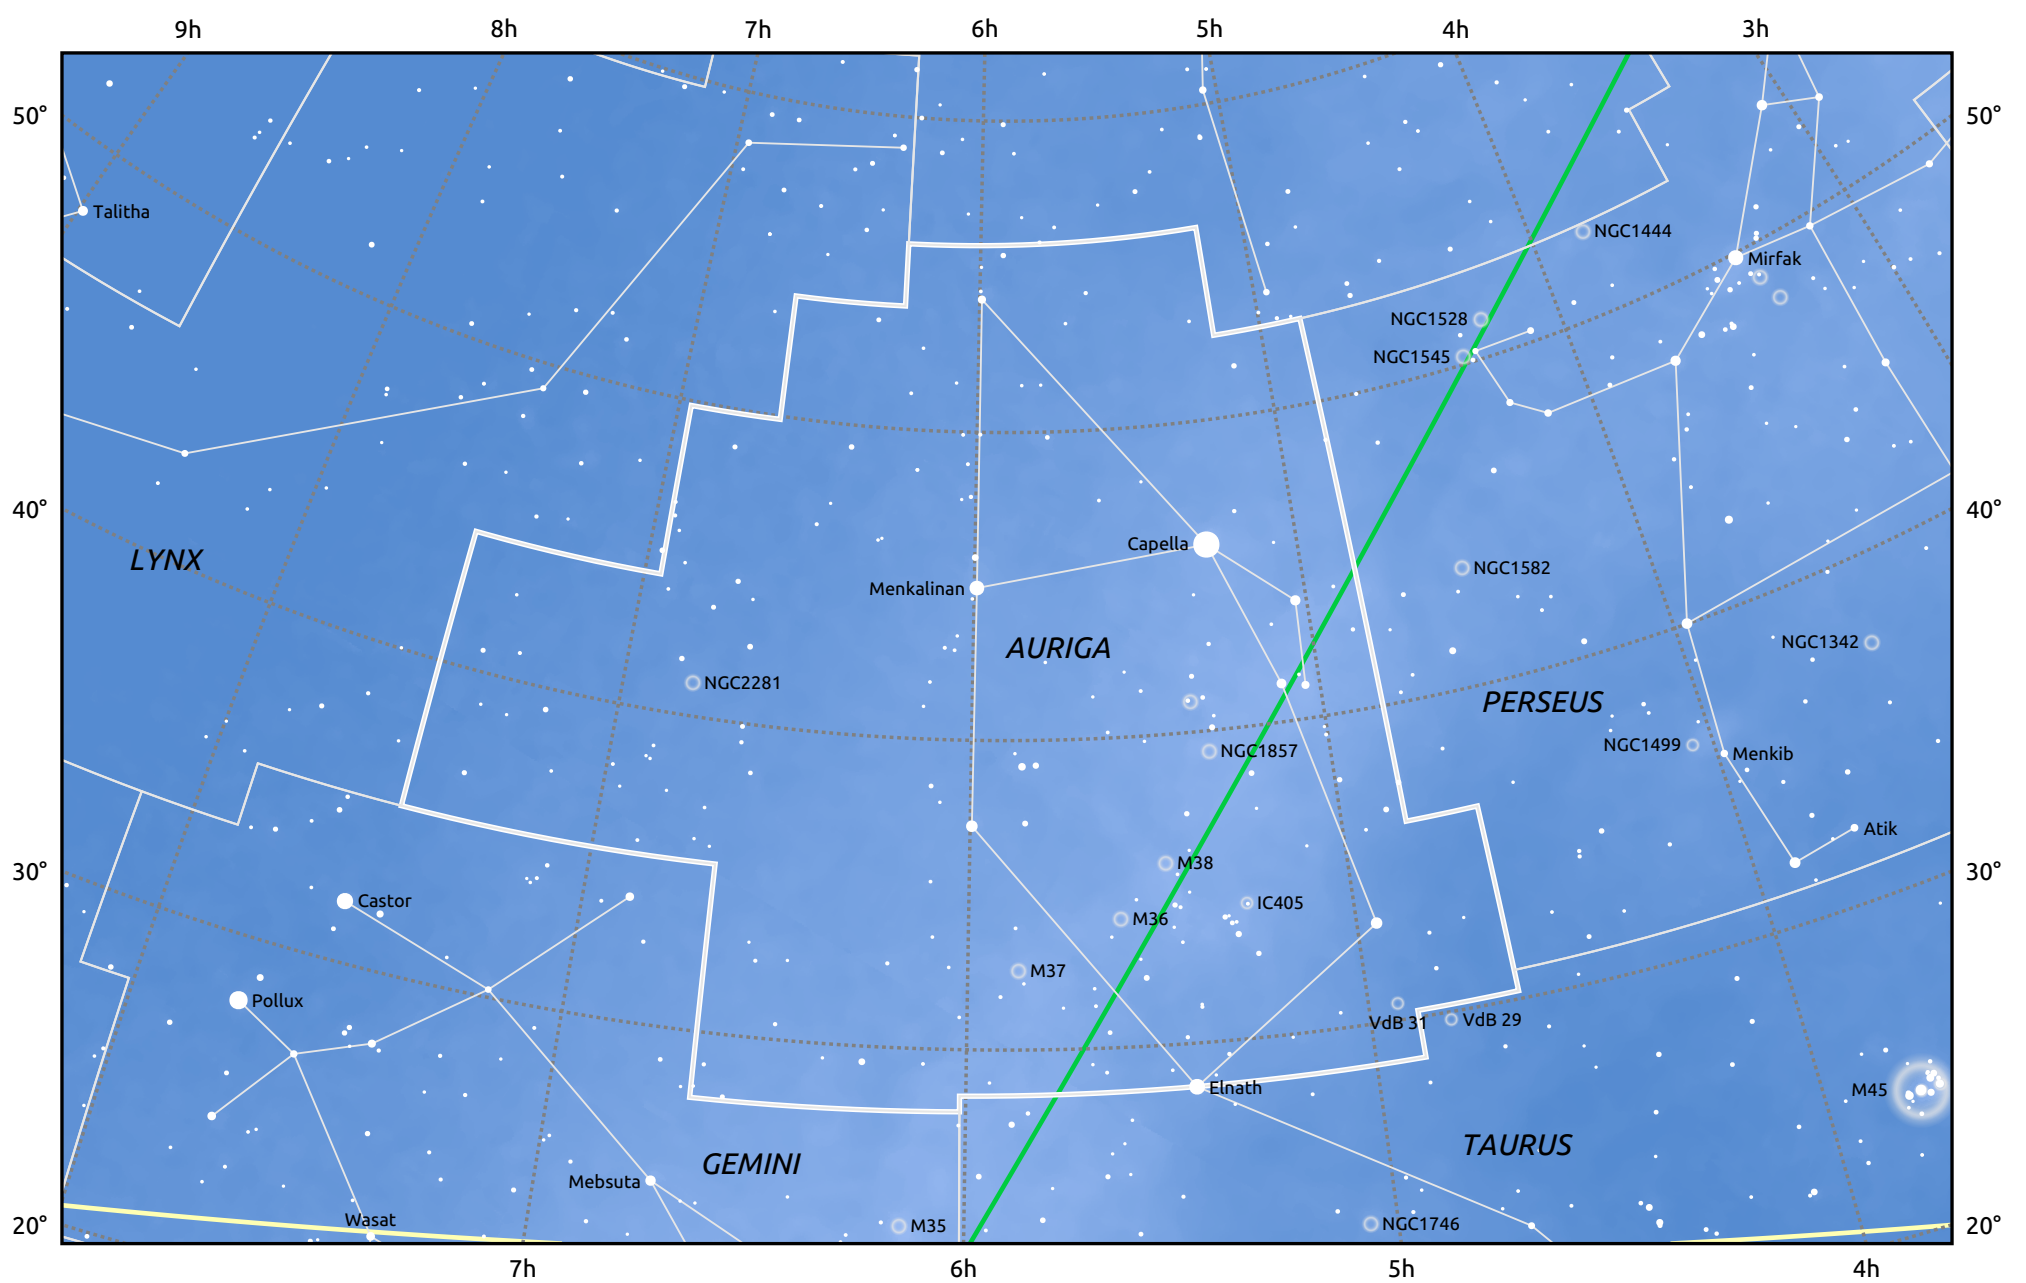 9h 8h 7h 6h 5h 4h 3h
50° 50°
Talitha
NGC1444
Mirfak
NGC1528
NGC1545
40° 40°
Capella
LYNX
NGC1582
Menkalinan
AURIGA
NGC1342
NGC2281
PERSEUS
NGC1499
NGC1857
Menkib
Atik
M38
30° 30°
Castor
IC405
M36
M37
Pollux
VdB 31
VdB 29
Elnath
M45
TAURUS
GEMINI
Mebsuta
Wasat
NGC1746
M35
20° 20°
7h 6h 5h 4h